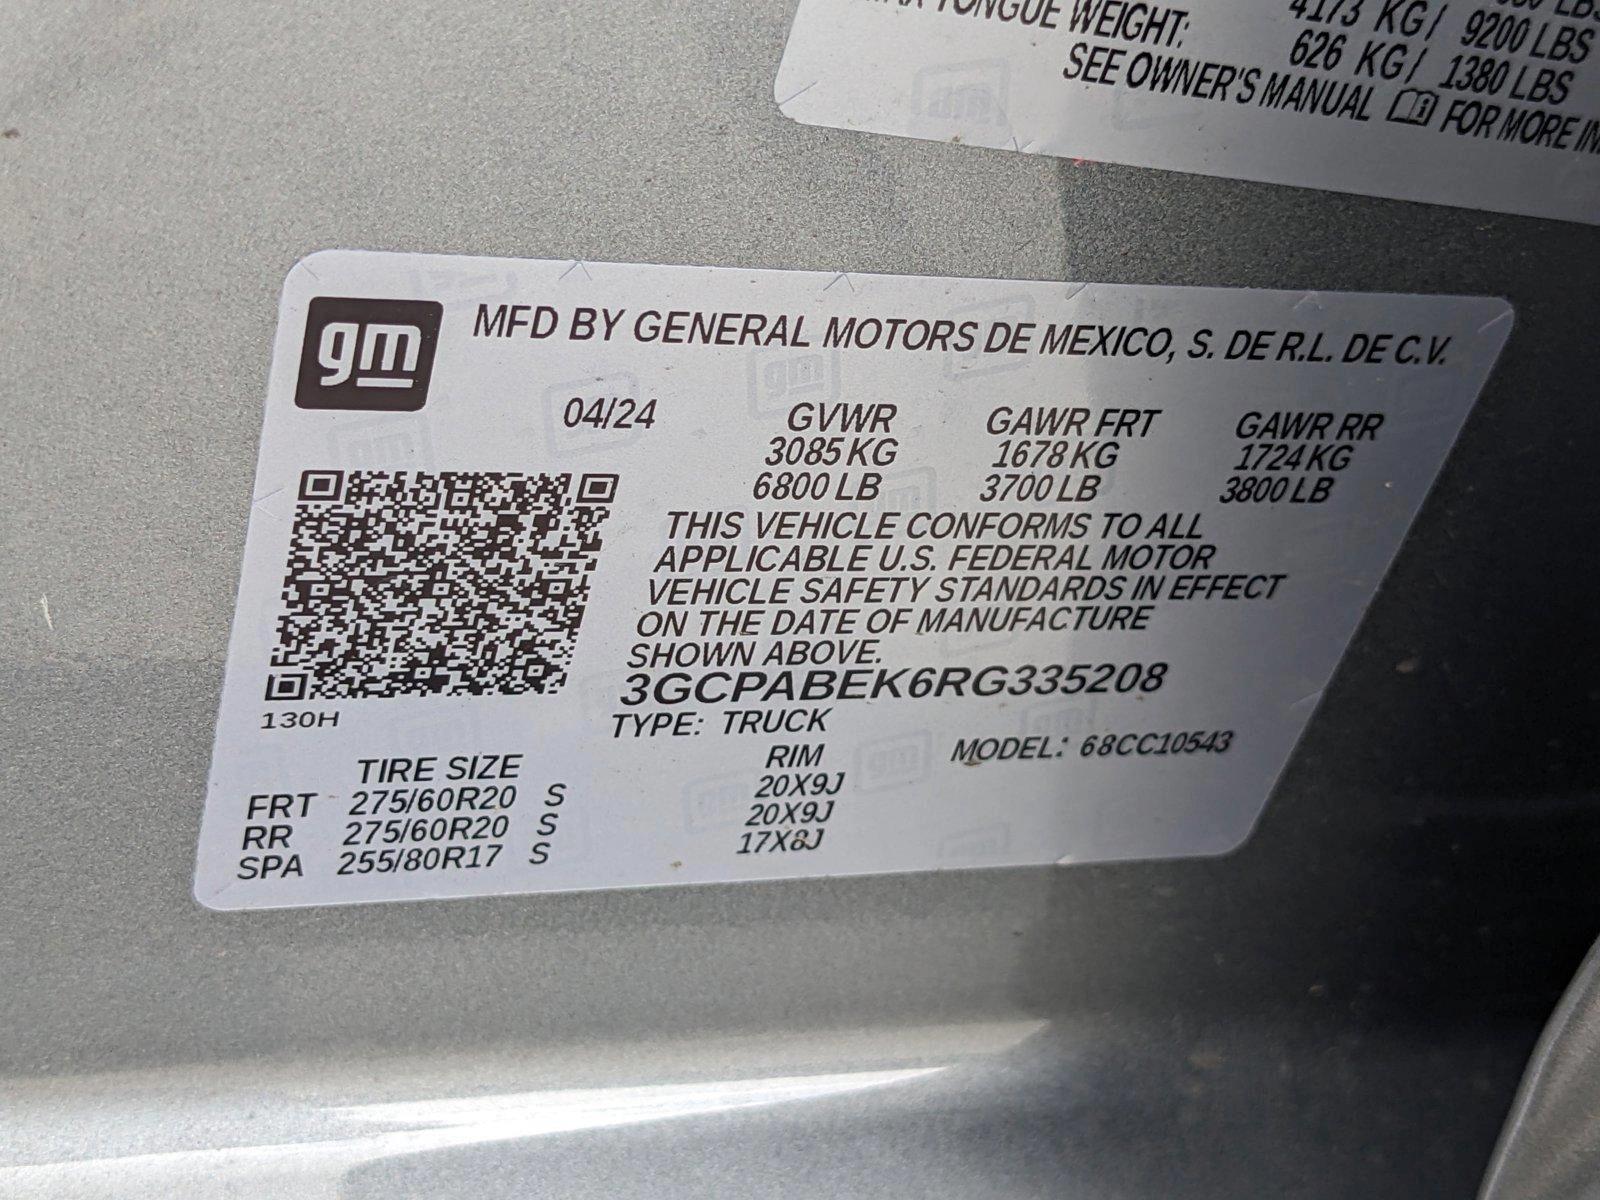 TONGUE WEIGHT: 4173 KG/ 9200 LBS
626 KG/ 1380 LBS
SEE OWNER'S MANUAL FOR MORE
gm
MFD BY GENERAL MOTORS DE MEXICO, S. DE R.L. DE C.V.
04/24 GVWR GAWR FRT GAWR RR
3085 KG 1678 KG 1724 KG
6800 LB 3700 LB 3800 LB
THIS VEHICLE CONFORMS TO ALL
APPLICABLE U.S. FEDERAL MOTOR
VEHICLE SAFETY STANDARDS IN EFFECT
ON THE DATE OF MANUFACTURE
SHOWN ABOVE.
3GCPABEK6RG335208
130H
TYPE: TRUCK
MODEL: 68CC10543
TIRE SIZE RIM
FRT 275/60R20 S 20X9J
RR 275/60R20 S 20X9J
SPA 255/80R17 S 17X8J